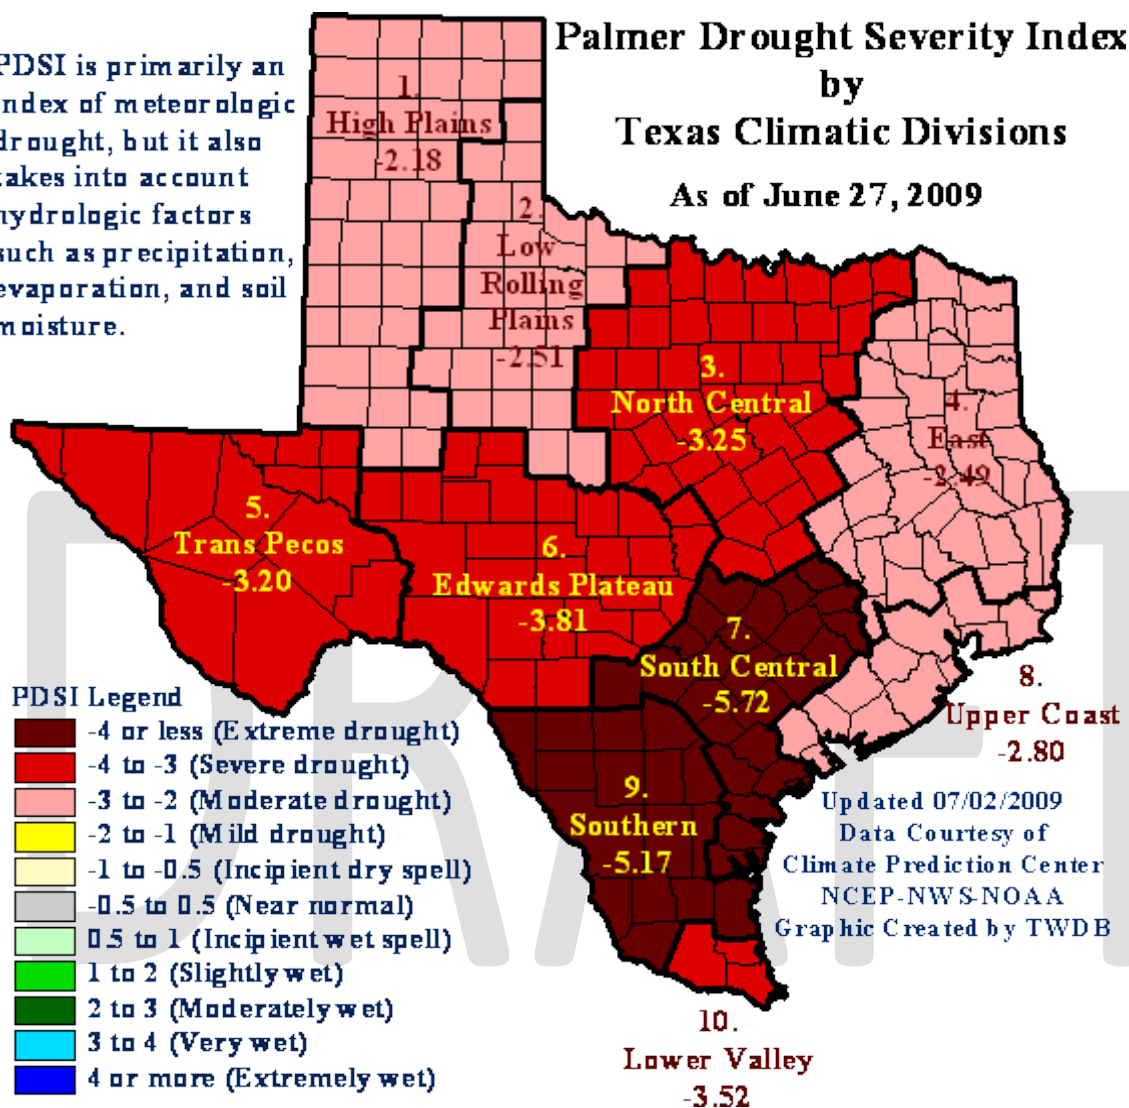 Palmer Drought Severity Index
by
Texas Climatic Divisions
As of June 27, 2009
PDSI is primarily an
index of meteorologic
drought, but it also
takes into account
hydrologic factors
such as precipitation,
evaporation, and soil
moisture.
1.
High Plains
-2.18
2.
Low
Rolling
Plains
-2.51
3.
North Central
-3.25
4.
East
-2.49
5.
Trans Pecos
-3.20
6.
Edwards Plateau
-3.81
7.
South Central
-5.72
8.
Upper Coast
-2.80
9.
Southern
-5.17
10.
Lower Valley
-3.52
PDSI Legend
-4 or less (Extreme drought)
-4 to -3 (Severe drought)
-3 to -2 (Moderate drought)
-2 to -1 (Mild drought)
-1 to -0.5 (Incipient dry spell)
-0.5 to 0.5 (Near normal)
0.5 to 1 (Incipient wet spell)
1 to 2 (Slightly wet)
2 to 3 (Moderately wet)
3 to 4 (Very wet)
4 or more (Extremely wet)
Updated 07/02/2009
Data Courtesy of
Climate Prediction Center
NCEP-NWS-NOAA
Graphic Created by TWDB
DRAFT